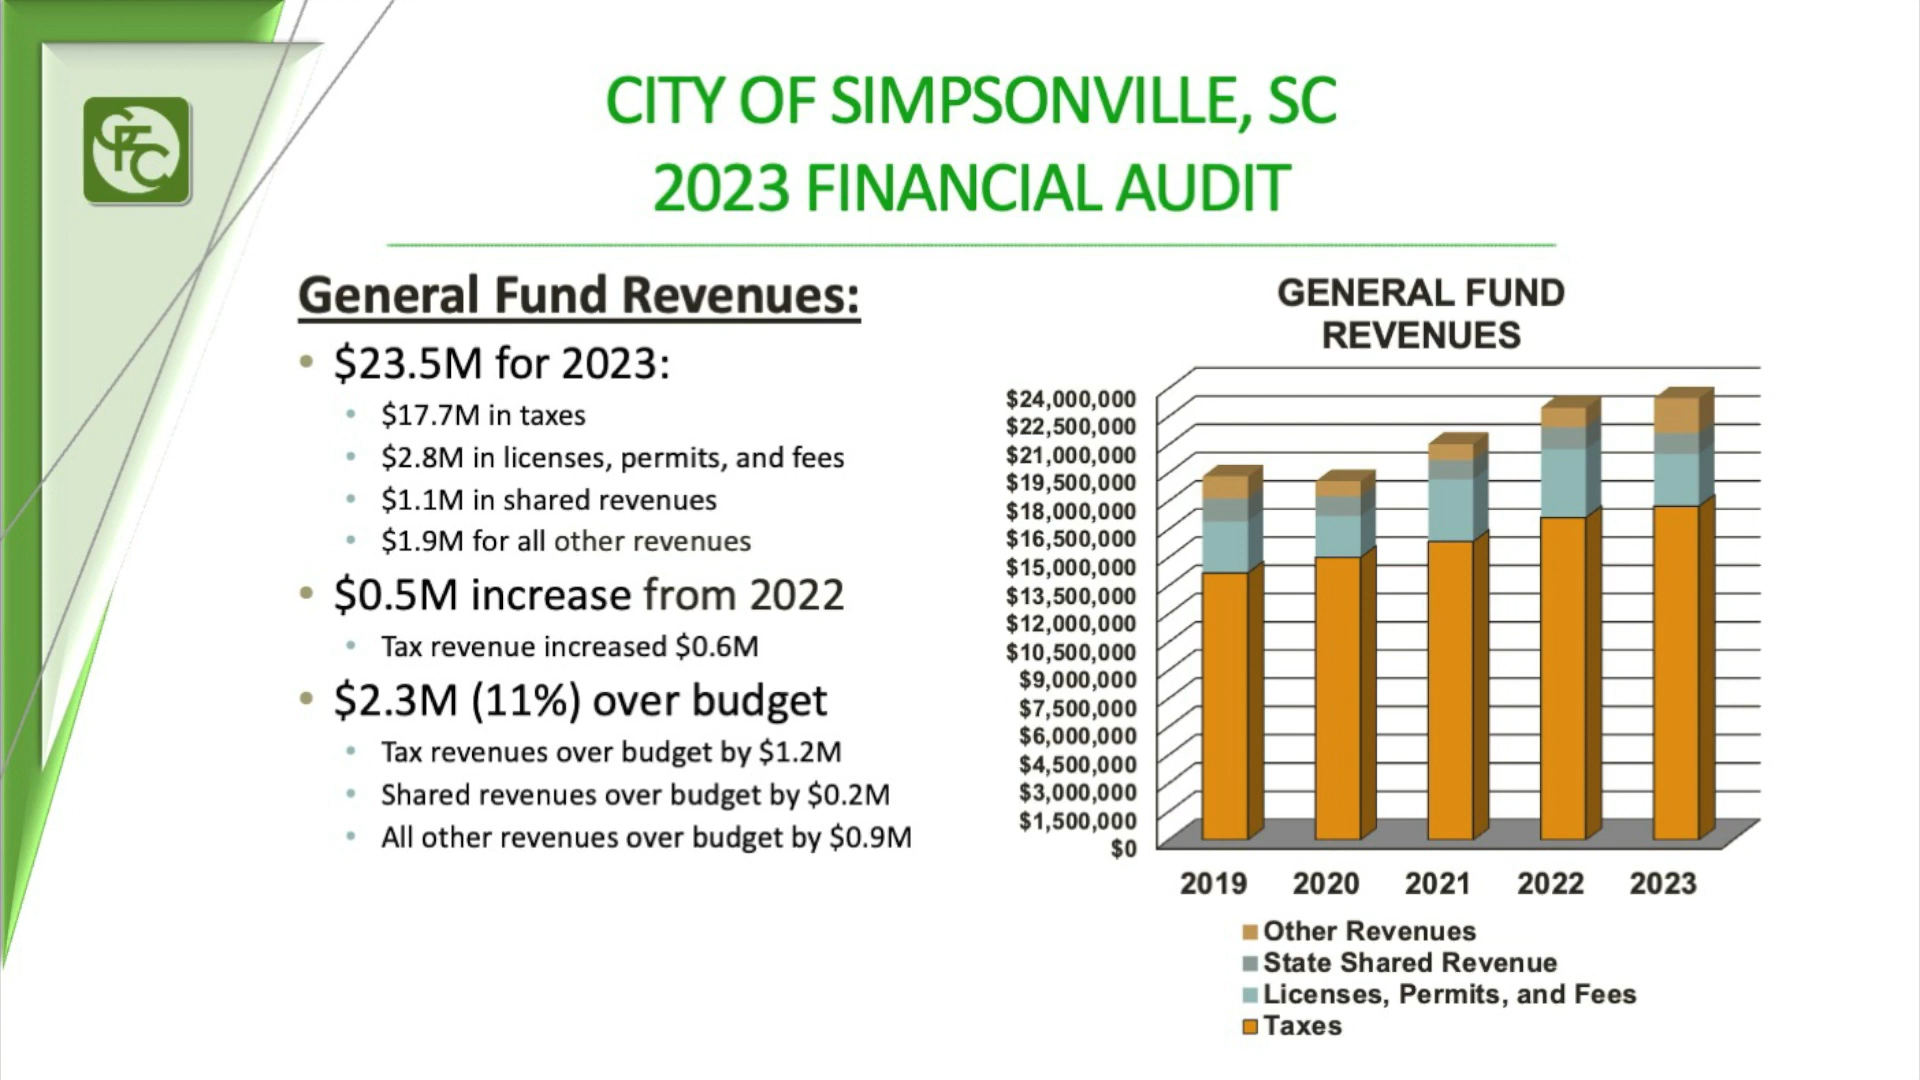 CFC
CITY OF SIMPSONVILLE, SC
2023 FINANCIAL AUDIT
General Fund Revenues:
• $23.5M for 2023:
• $17.7M in taxes
• $2.8M in licenses, permits, and fees
• $1.1M in shared revenues
• $1.9M for all other revenues
• $0.5M increase from 2022
• Tax revenue increased $0.6M
• $2.3M (11%) over budget
• Tax revenues over budget by $1.2M
• Shared revenues over budget by $0.2M
• All other revenues over budget by $0.9M
GENERAL FUND
REVENUES
$24,000,000
$22,500,000
$21,000,000
$19,500,000
$18,000,000
$16,500,000
$15,000,000
$13,500,000
$12,000,000
$10,500,000
$9,000,000
$7,500,000
$6,000,000
$4,500,000
$3,000,000
$1,500,000
$0
2019 2020 2021 2022 2023
Other Revenues
State Shared Revenue
Licenses, Permits, and Fees
Taxes